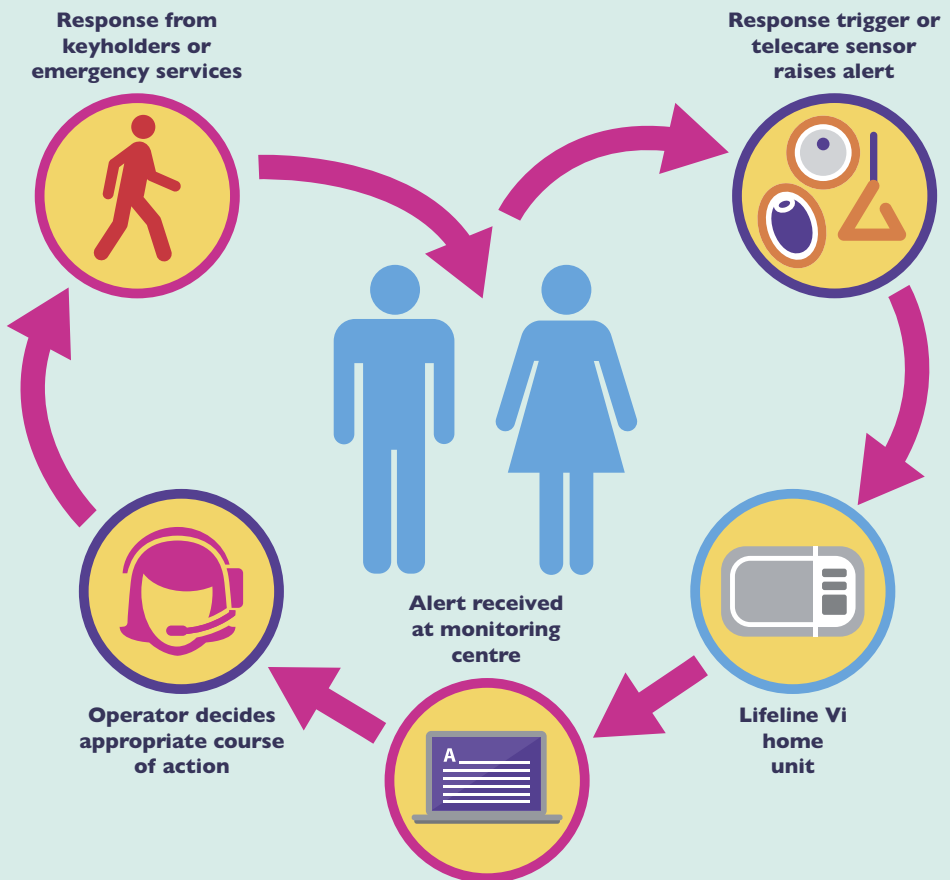 Response from
keyholders or
emergency services
Response trigger or
telecare sensor
raises alert
Alert received
at monitoring
centre
Operator decides
appropriate course
of action
Lifeline Vi
home
unit
A